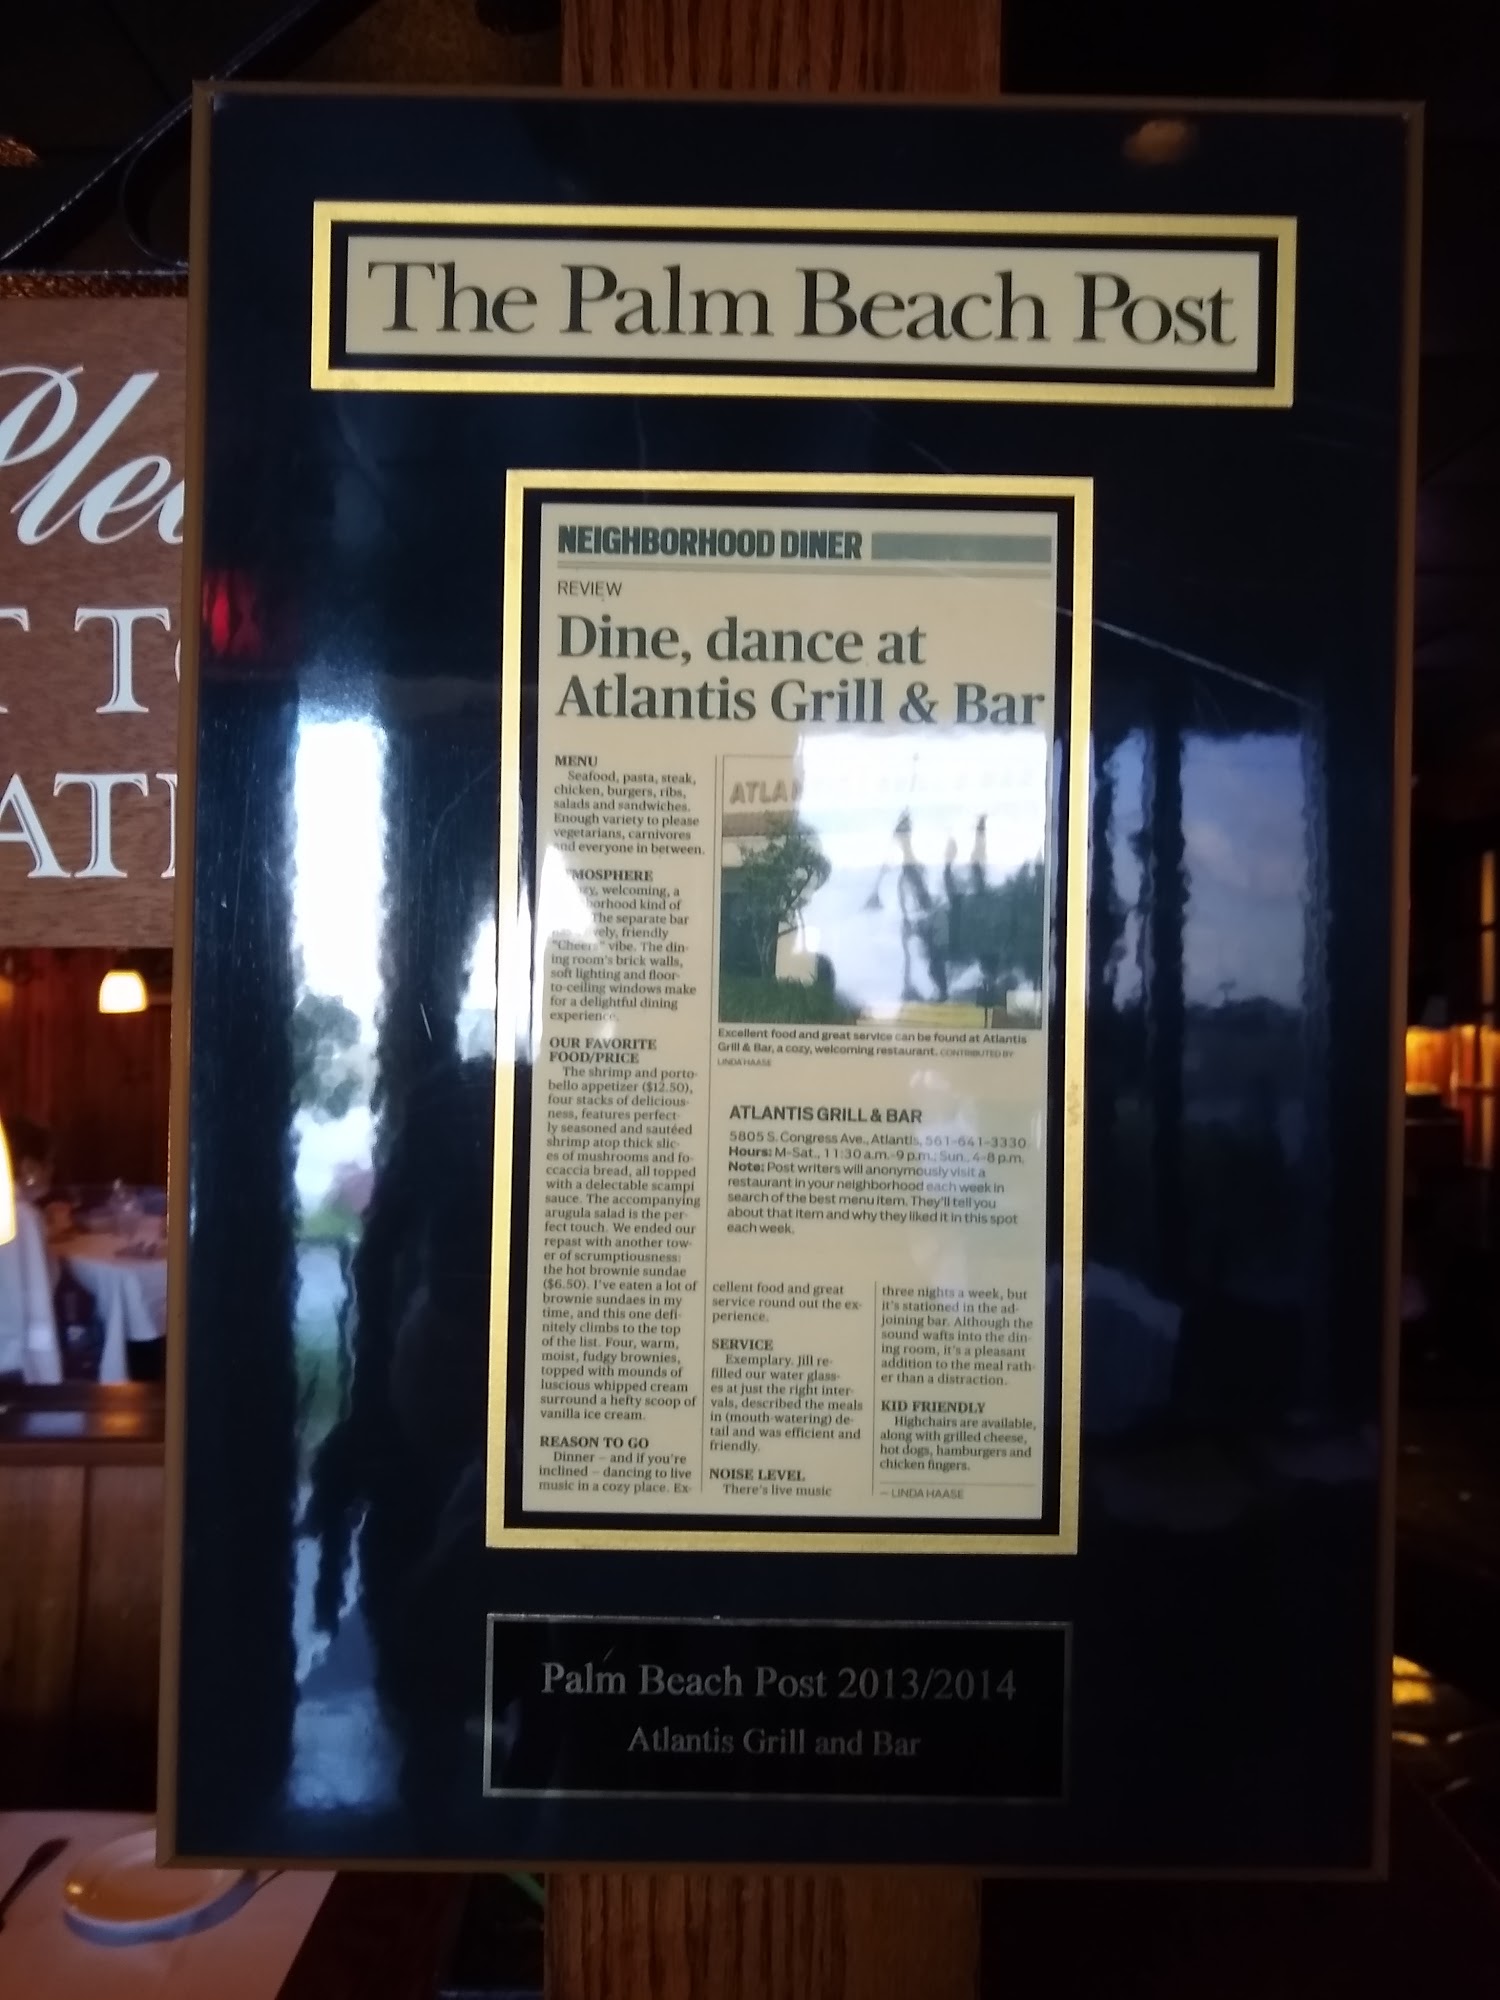 The Palm Beach Post
Plea
T TO
ATE
NEIGHBORHOOD DINER
REVIEW
Dine, dance at
Atlantis Grill & Bar
MENU
Seafood, pasta, steak,
chicken, burgers, ribs,
salads and sandwiches.
Enough variety to please
vegetarians, carnivores
and everyone in between.
MOSPHERE
zy, welcoming, a
borhood kind of
The separate bar
vely, friendly
"Cheers" vibe. The din-
ing room's brick walls,
soft lighting and floor-
to-ceiling windows make
for a delightful dining
experience.
OUR FAVORITE
FOOD/PRICE
The shrimp and porto-
bello appetizer ($12.50),
four stacks of delicious-
ness, features perfect-
ly seasoned and sautéed
shrimp atop thick slic-
es of mushrooms and fo-
ccaccia bread, all topped
with a delectable scampi
sauce. The accompanying
arugula salad is the per-
fect touch. We ended our
repast with another tow-
er of scrumptiousness:
the hot brownie sundae
($6.50). I've eaten a lot of
brownie sundaes in my
time, and this one defi-
nitely climbs to the top
of the list. Four, warm,
moist, fudgy brownies,
topped with mounds of
luscious whipped cream
surround a hefty scoop of
vanilla ice cream.
REASON TO GO
Dinner – and if you're
inclined – dancing to live
music in a cozy place. Ex-
ATLA
Excellent food and great service can be found at Atlantis
Grill & Bar, a cozy, welcoming restaurant. CONTRIBUTED BY
LINDA HAASE
ATLANTIS GRILL & BAR
5805 S. Congress Ave., Atlantis, 561-641-3330
Hours: M-Sat., 11:30 a.m.-9 p.m.; Sun., 4-8 p.m.
Note: Post writers will anonymously visit a
restaurant in your neighborhood each week in
search of the best menu item. They'll tell you
about that item and why they liked it in this spot
each week.
cellent food and great
service round out the ex-
perience.
SERVICE
Exemplary. Jill re-
filled our water glass-
es at just the right inter-
vals, described the meals
in (mouth-watering) de-
tail and was efficient and
friendly.
NOISE LEVEL
There's live music
three nights a week, but
it's stationed in the ad-
joining bar. Although the
sound wafts into the din-
ing room, it's a pleasant
addition to the meal rath-
er than a distraction.
KID FRIENDLY
Highchairs are available,
along with grilled cheese,
hot dogs, hamburgers and
chicken fingers.
— LINDA HAASE
Palm Beach Post 2013/2014
Atlantis Grill and Bar